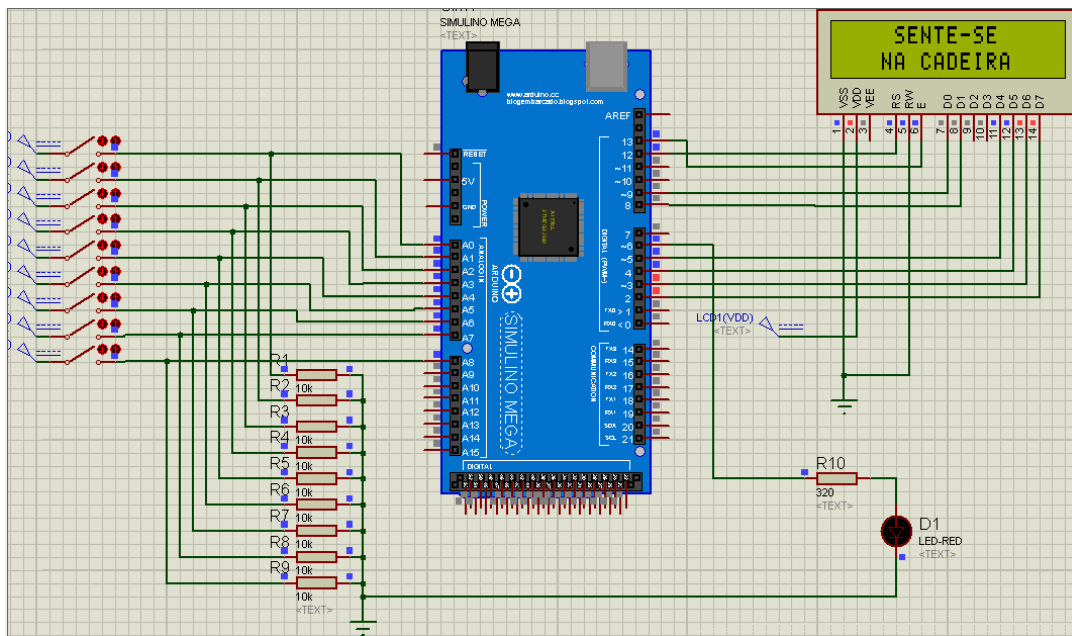 SIMULINO MEGA
<TEXT>
SENTE-SE
NA CADEIRA
VSS
VDD
VEE
RS
RW
E
D0
D1
D2
D3
D4
D5
D6
D7
1
2
3
4
5
6
7
8
9
10
11
12
13
14
www.arduino.cc
blogembarcado.blogspot.com
AREF
RESET
5V
GND
POWER
13
12
~11
~10
~9
8
7
~6
~5
4
~3
2
TX0 > 1
RX0 < 0
DIGITAL (PWM~)
A0
A1
A2
A3
A4
A5
A6
A7
A8
A9
A10
A11
A12
A13
A14
A15
ANALOG IN
ARDUINO
SIMULINO MEGA
TX3 14
RX3 15
TX2 16
RX2 17
TX1 18
RX1 19
SDA 20
SCL 21
COMMUNICATION
DIGITAL
LCD1(VDD)
<TEXT>
R1
R2
10k
R3
10k
R4
10k
R5
10k
R6
10k
R7
10k
R8
10k
R9
10k
10k
<TEXT>
R10
320
<TEXT>
D1
LED-RED
<TEXT>